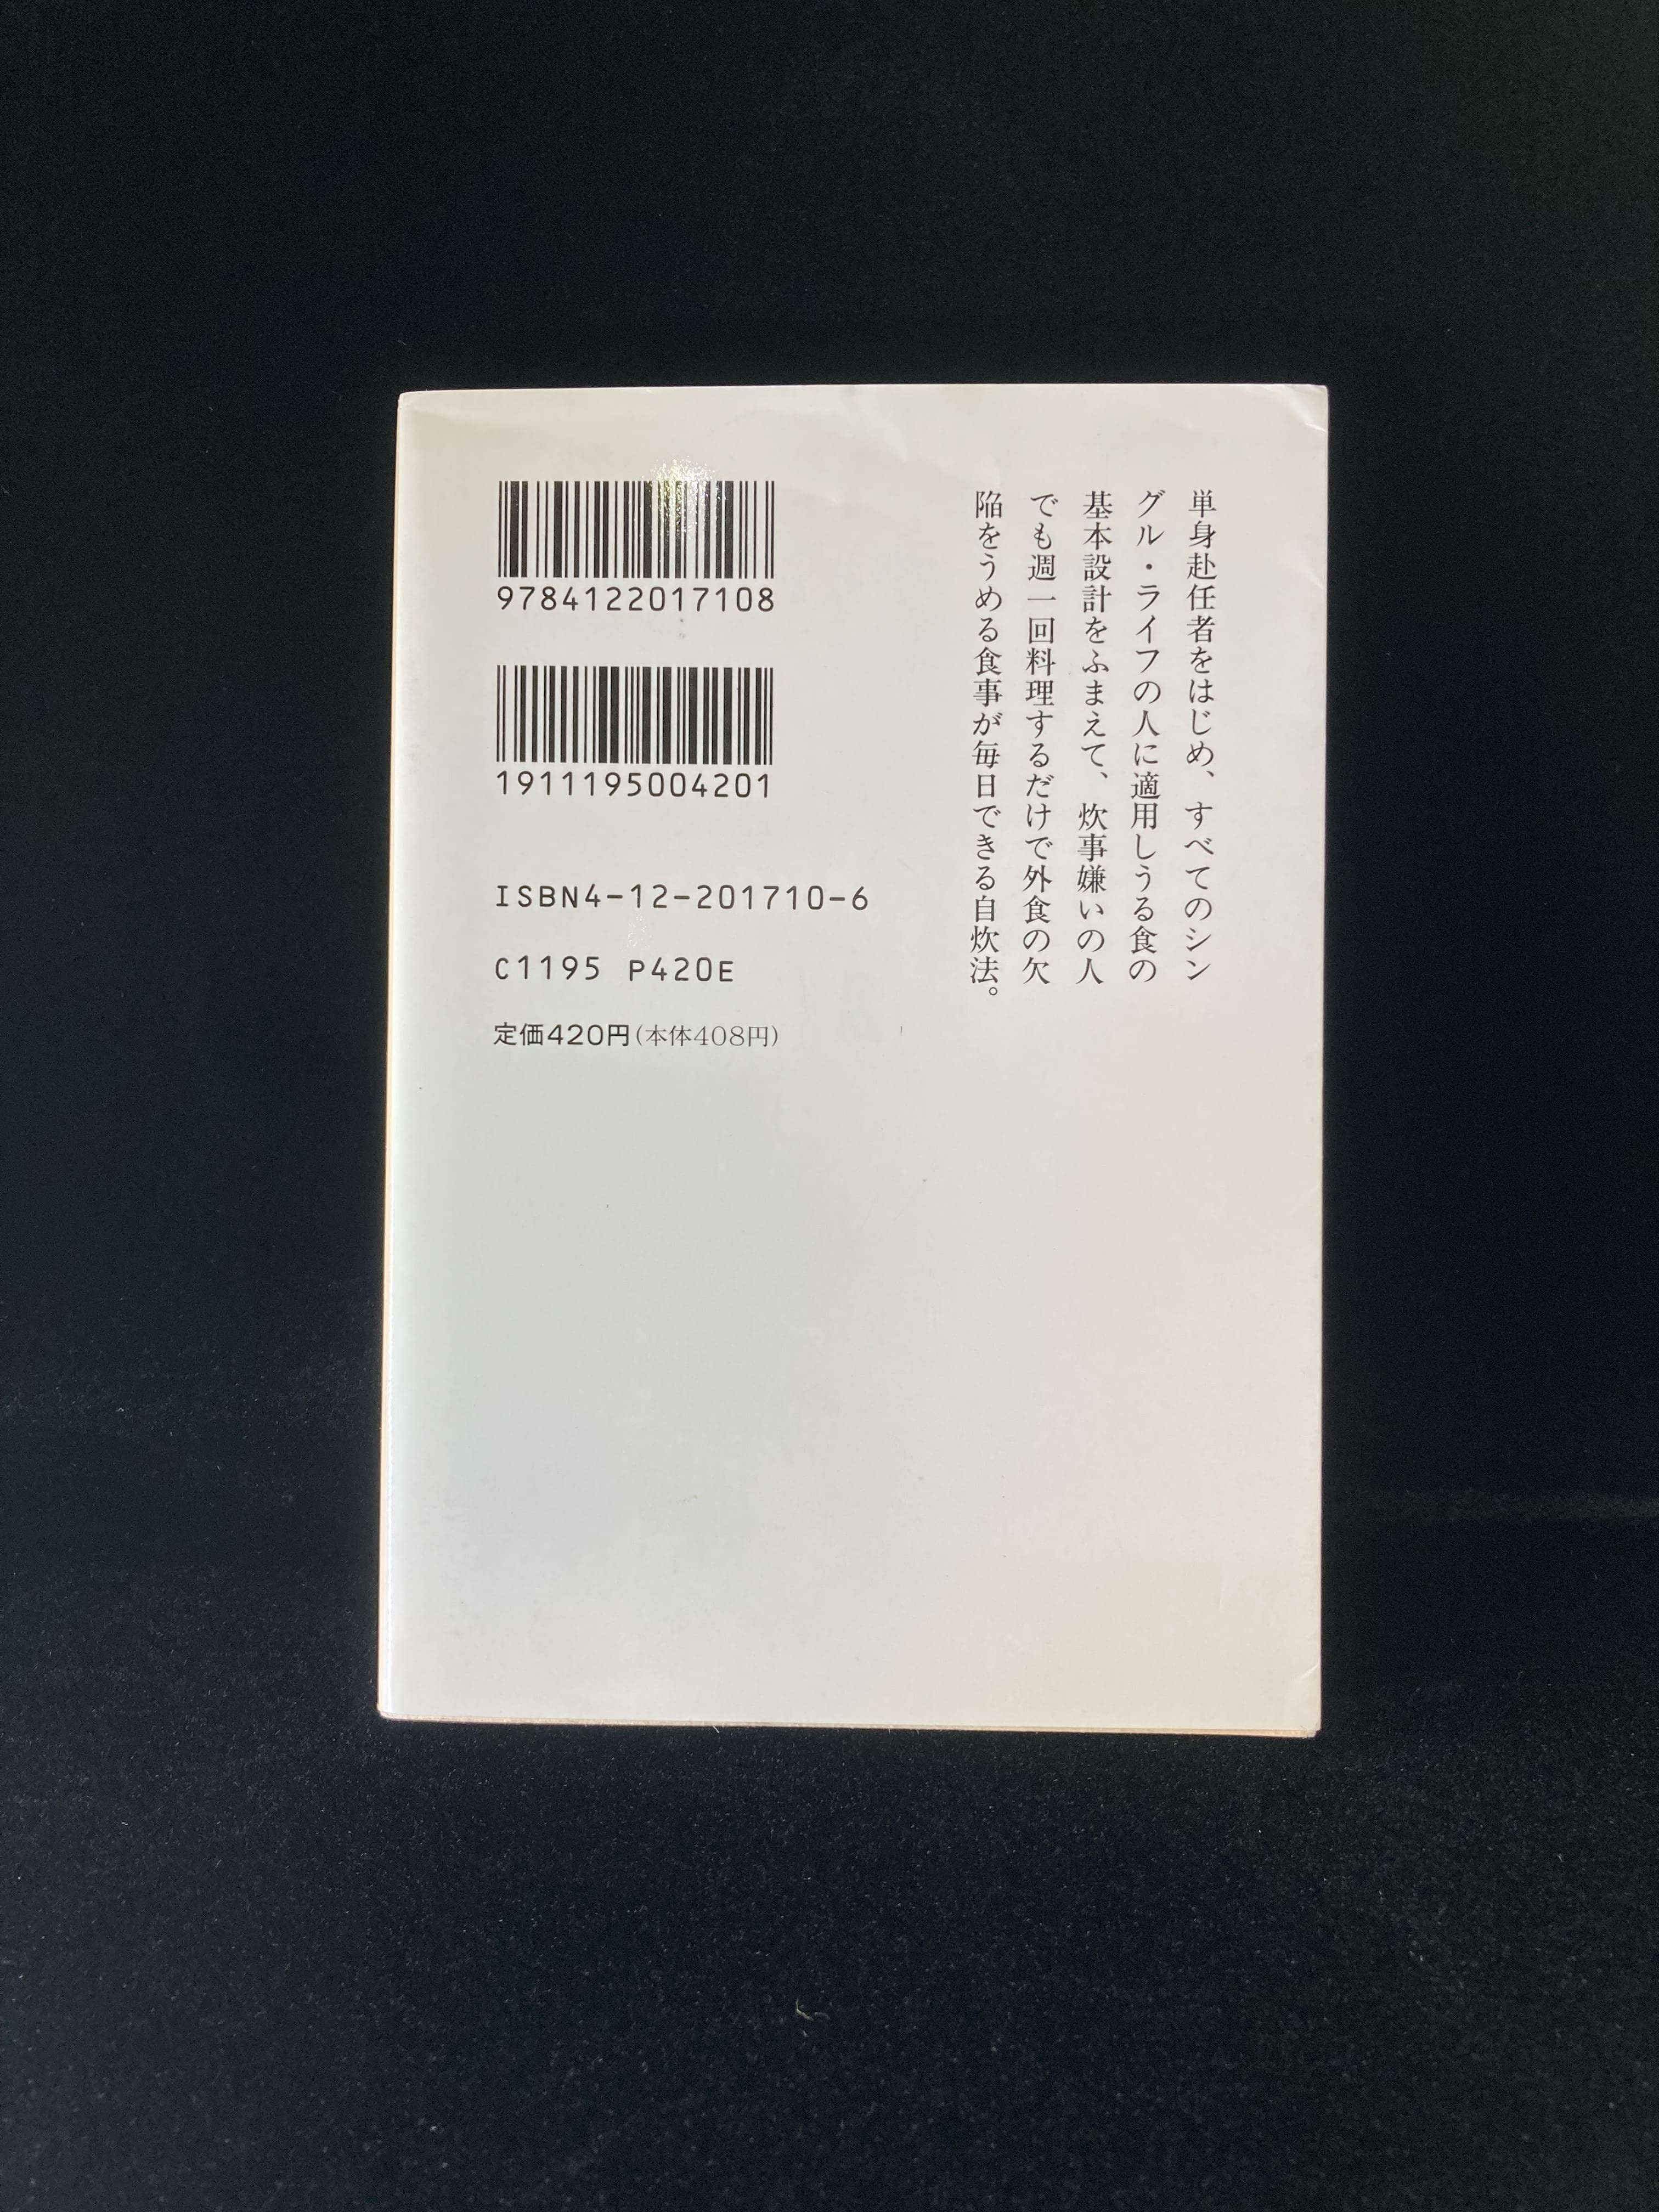 単身赴任者をはじめ、すべてのシン
グル・ライフの人に適用しうる食の
基本設計をふまえて、炊事嫌いの人
でも週一回料理するだけで外食の欠
陥をうめる食事が毎日できる自炊法。
9784122017108
1911195004201
ISBN4-12-201710-6
C1195 P420E
定価420円(本体408円)